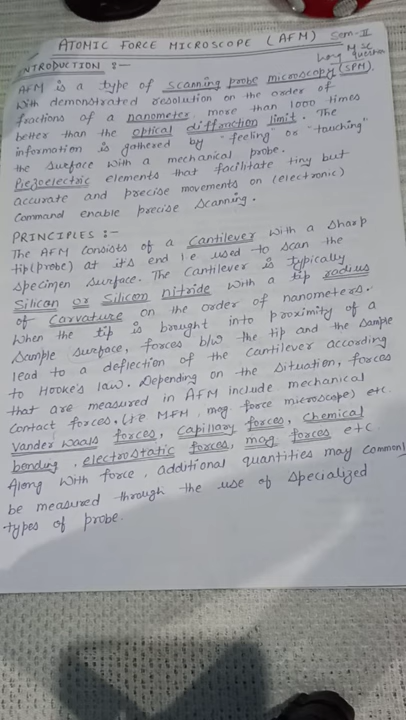 ATOMIC FORCE MICROSCOPE (AFM) Sem-II
M.Sc
Long question
INTRODUCTION :-
AFM is a type of scanning probe microscopy (SPM).
With demonstrated resolution on the order of
fractions of a nanometer, more than 1000 times
better than the optical diffraction limit. The
information is gathered by "feeling" or "touching"
the surface with a mechanical probe.
Piezoelectric elements that facilitate tiny but
accurate and precise movements on (electronic)
Command enable precise Scanning.
PRINCIPLES :-
The AFM consists of a Cantilever with a sharp
tip (probe) at it's end i.e used to scan the
specimen surface. The Cantilever is typically
Silican or Silicon nitride with a tip radius
of Carvature on the order of nanometers.
When the tip is brought into proximity of a
Sample surface, forces b/w the tip and the sample
lead to a deflection of the cantilever according
to Hooke's law. Depending on the situation, forces
that are measured in AFM include mechanical
Contact forces, (i.e MFM, mag force microscope) etc.
Vander Waals forces, Capillary forces, Chemical
bonding, electrostatic forces, mag forces etc.
Along with force, additional quantities may Commonly
be measured through the use of specialized
types of probe.